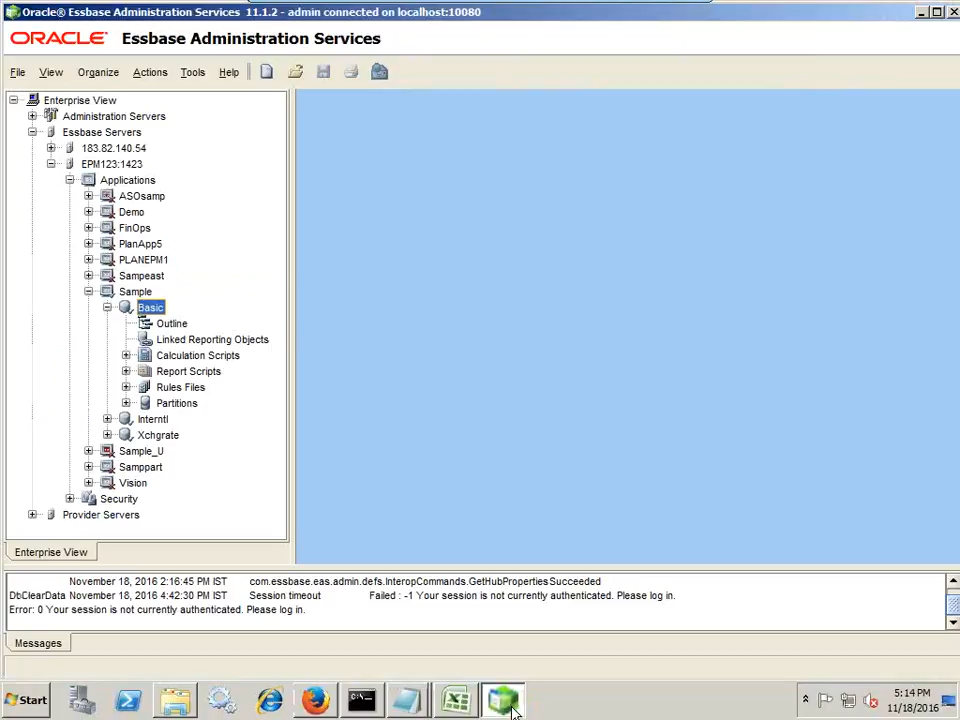 Oracle® Essbase Administration Services 11.1.2 - admin connected on localhost:10080
ORACLE Essbase Administration Services
File View Organize Actions Tools Help
Enterprise View
Administration Servers
Essbase Servers
183.82.140.54
EPM123:1423
Applications
ASOsamp
Demo
FinOps
PlanApp5
PLANEPM1
Sampeast
Sample
Basic
Outline
Linked Reporting Objects
Calculation Scripts
Report Scripts
Rules Files
Partitions
Interntl
Xchgrate
Sample_U
Samppart
Vision
Security
Provider Servers
Enterprise View
November 18, 2016 2:16:45 PM IST com.essbase.eas.admin.defs.InteropCommands.GetHubPropertiesSucceeded
DbClearData November 18, 2016 4:42:30 PM IST Session timeout Failed : -1 Your session is not currently authenticated. Please log in.
Error: 0 Your session is not currently authenticated. Please log in.
Messages
Start
5:14 PM
11/18/2016